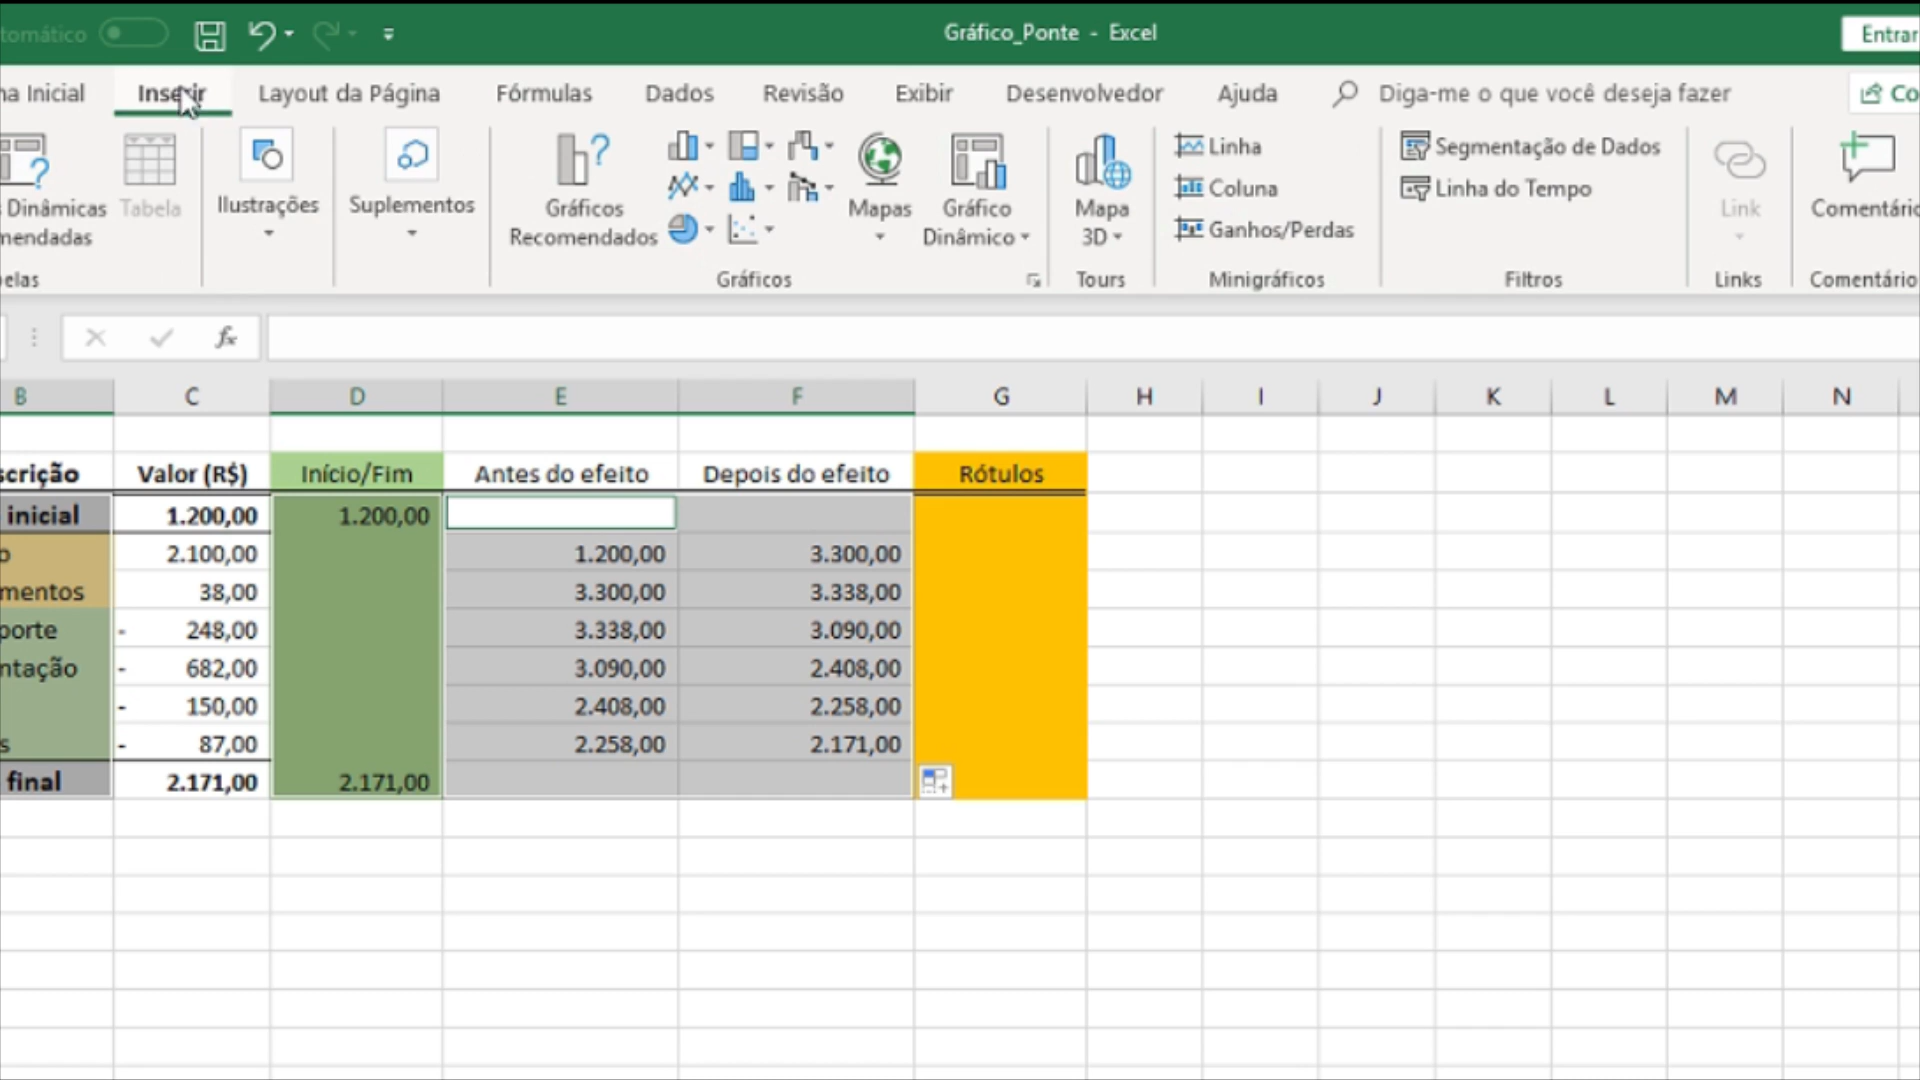 tomático
Gráfico_Ponte - Excel
Entrar
na Inicial
Inserir
Layout da Página
Fórmulas
Dados
Revisão
Exibir
Desenvolvedor
Ajuda
Diga-me o que você deseja fazer
Co
s Dinâmicas
mendadas
elas
Tabela
Ilustrações
Suplementos
Gráficos
Recomendados
Mapas
Gráfico
Dinâmico
Gráficos
Mapa
3D
Tours
Linha
Coluna
Ganhos/Perdas
Minigráficos
Segmentação de Dados
Linha do Tempo
Filtros
Link
Links
Comentário
Comentário
fx
B C D E F G H I J K L M N
scrição Valor (R$) Início/Fim Antes do efeito Depois do efeito Rótulos
inicial 1.200,00 1.200,00
o 2.100,00 1.200,00 3.300,00
mentos 38,00 3.300,00 3.338,00
porte - 248,00 3.338,00 3.090,00
ntação - 682,00 3.090,00 2.408,00
- 150,00 2.408,00 2.258,00
s - 87,00 2.258,00 2.171,00
final 2.171,00 2.171,00